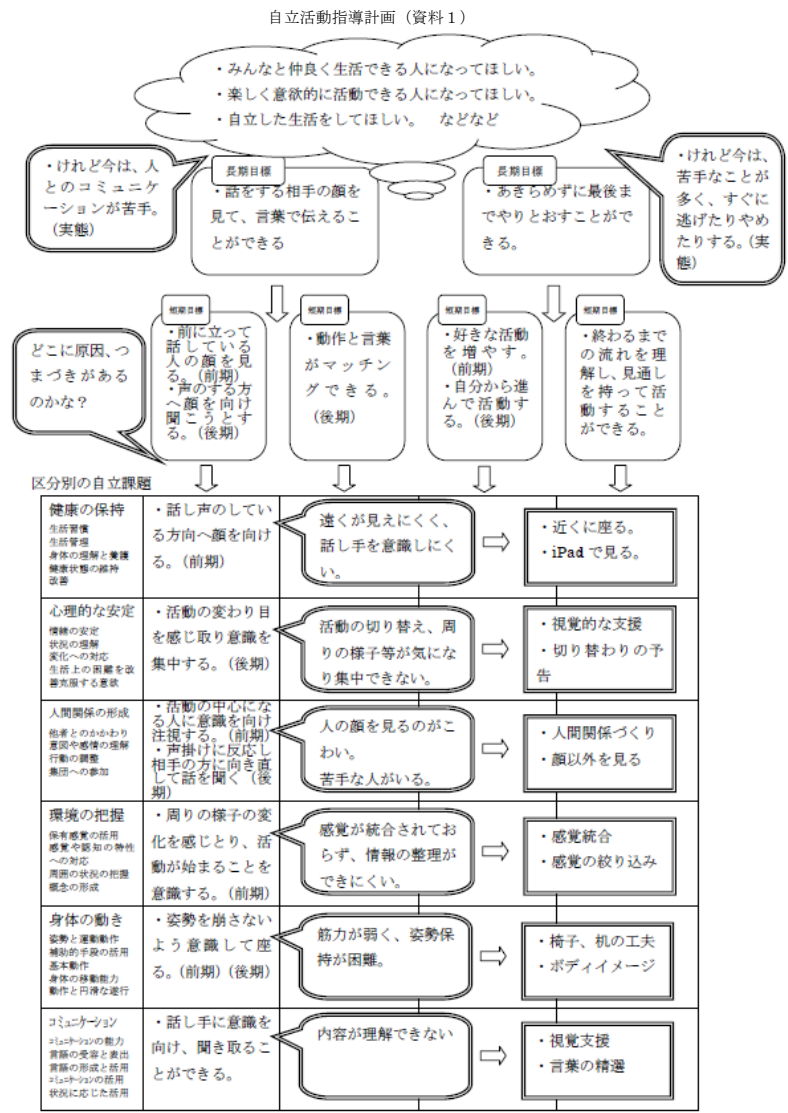 自立活動指導計画（資料１）
・みんなと仲良く生活できる人になってほしい。
・楽しく意欲的に活動できる人になってほしい。
・自立した生活をしてほしい。　などなど
・けれど今は、人
とのコミュニケ
ーションが苦手。
（実態）
長期目標
・話をする相手の顔を
見て、言葉で伝えるこ
とができる
長期目標
・あきらめずに最後ま
でやりとおすことがで
きる。
・けれど今は、
苦手なことが
多く、すぐに
逃げたりやめ
たりする。（実
態）
どこに原因、つ
まづきがある
のかな？
短期目標
・前に立って
話している
人の顔を見
る。（前期）
・声のする方
へ顔を向け
聞こうとす
る。（後期）
短期目標
・動作と言葉
がマッチン
グできる。
（後期）
短期目標
・好きな活動
を増やす。
（前期）
・自分から進
んで活動す
る。（後期）
短期目標
・終わるまで
の流れを理
解し、見通し
を持って活
動すること
ができる。
区分別の自立課題
健康の保持
生活習慣
生活管理
身体の理解と養護
健康状態の維持
改善
・話し声のしてい
る方向へ顔を向け
る。（前期）
遠くが見えにくく、
話し手を意識しにく
い。
・近くに座る。
・iPad で見る。
心理的な安定
情緒の安定
状況の理解
変化への対応
生活上の困難を改
善克服する意欲
・活動の変わり目
を感じ取り意識を
集中する。（後期）
活動の切り替え、周
りの様子等が気にな
り集中できない。
・視覚的な支援
・切り替わりの予
告
人間関係の形成
他者とのかかわり
意図や感情の理解
行動の調整
集団への参加
・活動の中心にな
る人に意識を向け
注視する。（前期）
・声掛けに反応し
相手の方に向き直
して話を聞く（後
期）
人の顔を見るのがこ
わい。
苦手な人がいる。
・人間関係づくり
・顔以外を見る
環境の把握
保有感覚の活用
感覚や認知の特性
への対応
周囲の状況の把握
概念の形成
・周りの様子の変
化を感じとり、活
動が始まることを
意識する。（前期）
感覚が統合されてお
らず、情報の整理が
できにくい。
・感覚統合
・感覚の絞り込み
身体の動き
姿勢と運動動作
補助的手段の活用
基本動作
身体の移動能力
動作と円滑な遂行
・姿勢を崩さない
よう意識して座
る。（前期）（後期）
筋力が弱く、姿勢保
持が困難。
・椅子、机の工夫
・ボディイメージ
コミュニケーション
コミュニケーションの能力
言語の受容と表出
言語の形成と活用
コミュニケーションの活用
状況に応じた活用
・話し手に意識を
向け、聞き取るこ
とができる。
内容が理解できない
・視覚支援
・言葉の精選